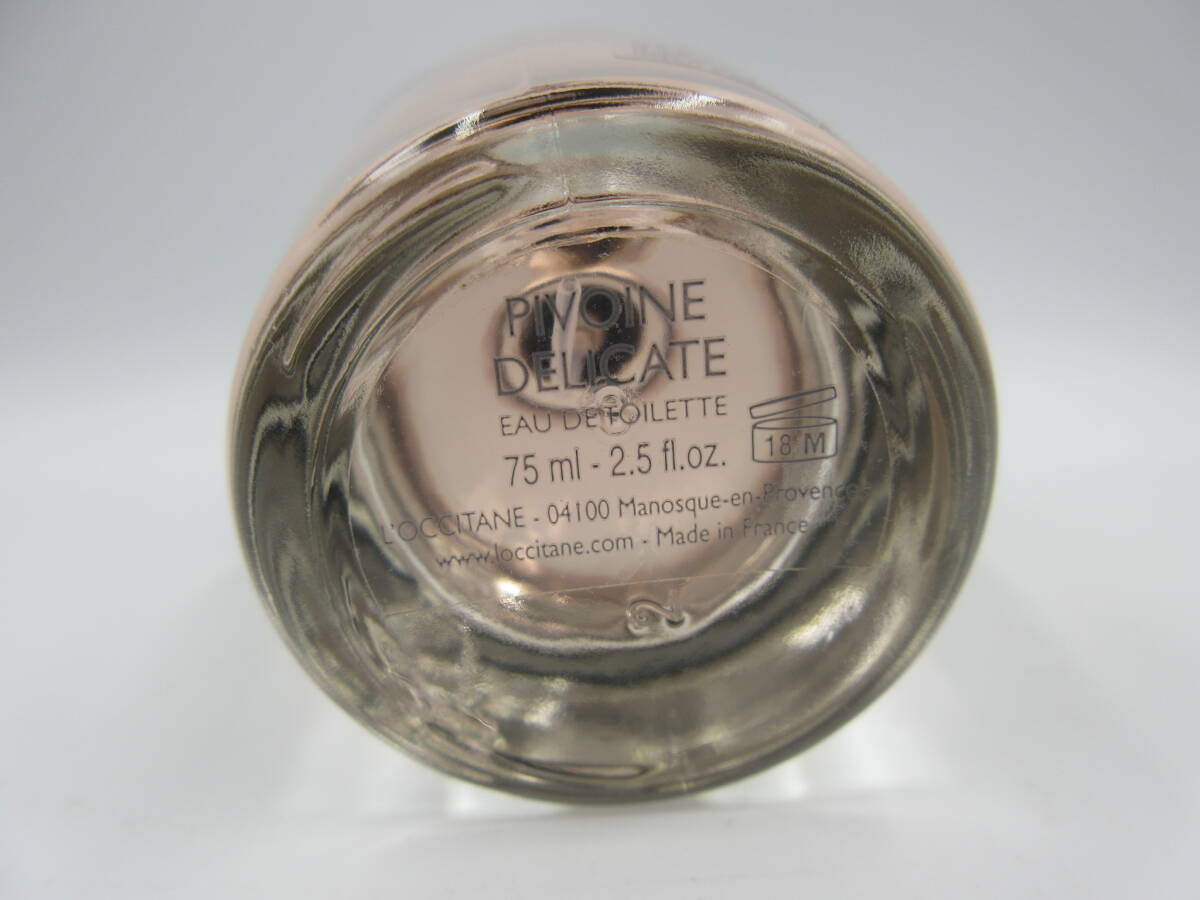 PIVOINE
DELICATE
EAU DE TOILETTE
75 ml - 2.5 fl.oz.
18 M
L'OCCITANE - 04100 Manosque-en-Provence
www.loccitane.com - Made in France
2